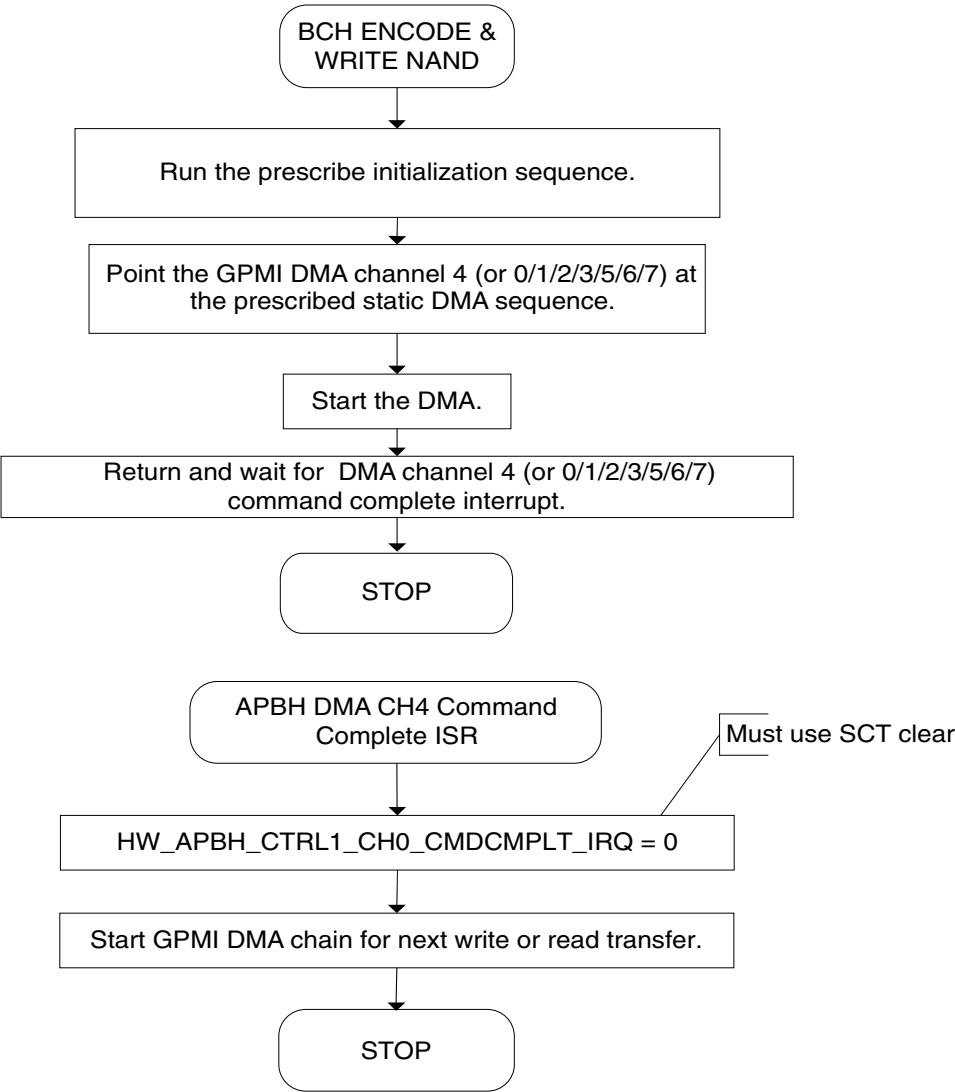 BCH ENCODE &
WRITE NAND
Run the prescribe initialization sequence.
Point the GPMI DMA channel 4 (or 0/1/2/3/5/6/7) at
the prescribed static DMA sequence.
Start the DMA.
Return and wait for DMA channel 4 (or 0/1/2/3/5/6/7)
command complete interrupt.
STOP
APBH DMA CH4 Command
Complete ISR
Must use SCT clear
HW_APBH_CTRL1_CH0_CMDCMPLT_IRQ = 0
Start GPMI DMA chain for next write or read transfer.
STOP